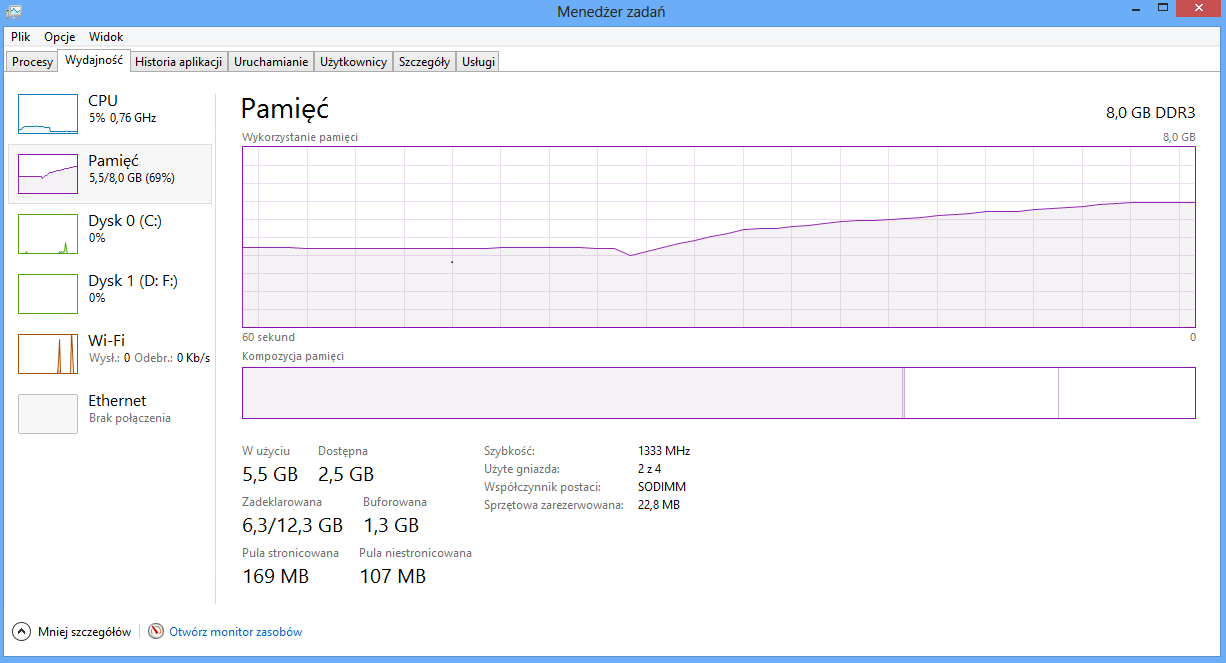 Menedżer zadań
Plik Opcje Widok
Procesy Wydajność Historia aplikacji Uruchamianie Użytkownicy Szczegóły Usługi
CPU
5% 0,76 GHz
Pamięć
5,5/8,0 GB (69%)
Dysk 0 (C:)
0%
Dysk 1 (D: F:)
0%
Wi-Fi
Wysł.: 0 Odebr.: 0 Kb/s
Ethernet
Brak połączenia
Pamięć 8,0 GB DDR3
Wykorzystanie pamięci 8,0 GB
60 sekund 0
Kompozycja pamięci
W użyciu Dostępna
5,5 GB 2,5 GB
Zadeklarowana Buforowana
6,3/12,3 GB 1,3 GB
Pula stronicowana Pula niestronicowana
169 MB 107 MB
Szybkość: 1333 MHz
Użyte gniazda: 2 z 4
Współczynnik postaci: SODIMM
Sprzętowa zarezerwowana: 22,8 MB
Mniej szczegółów Otwórz monitor zasobów